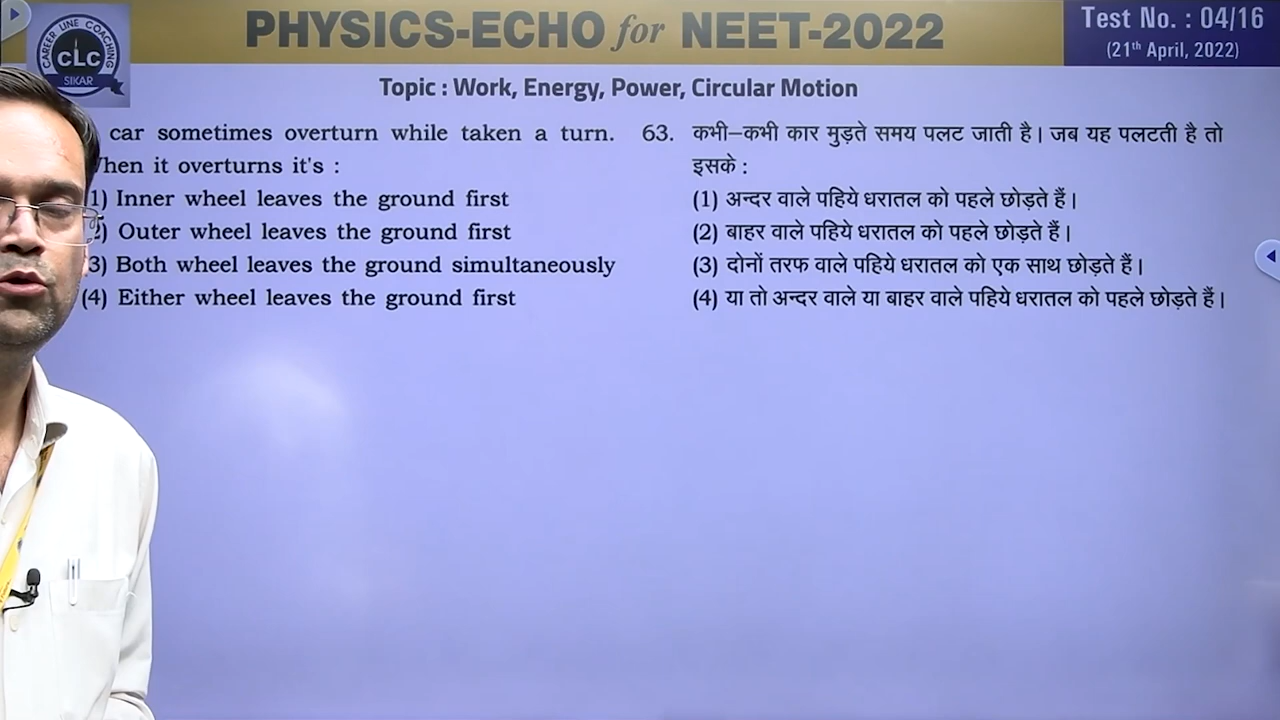 PHYSICS-ECHO for NEET-2022
Test No. : 04/16
(21th April, 2022)
CAREER LINE COACHING
CLC
SIKAR
Topic : Work, Energy, Power, Circular Motion
car sometimes overturn while taken a turn.
When it overturns it's :
(1) Inner wheel leaves the ground first
(2) Outer wheel leaves the ground first
(3) Both wheel leaves the ground simultaneously
(4) Either wheel leaves the ground first
63. कभी–कभी कार मुड़ते समय पलट जाती है। जब यह पलटती है तो
इसके :
(1) अन्दर वाले पहिये धरातल को पहले छोड़ते हैं।
(2) बाहर वाले पहिये धरातल को पहले छोड़ते हैं।
(3) दोनों तरफ वाले पहिये धरातल को एक साथ छोड़ते हैं।
(4) या तो अन्दर वाले या बाहर वाले पहिये धरातल को पहले छोड़ते हैं।